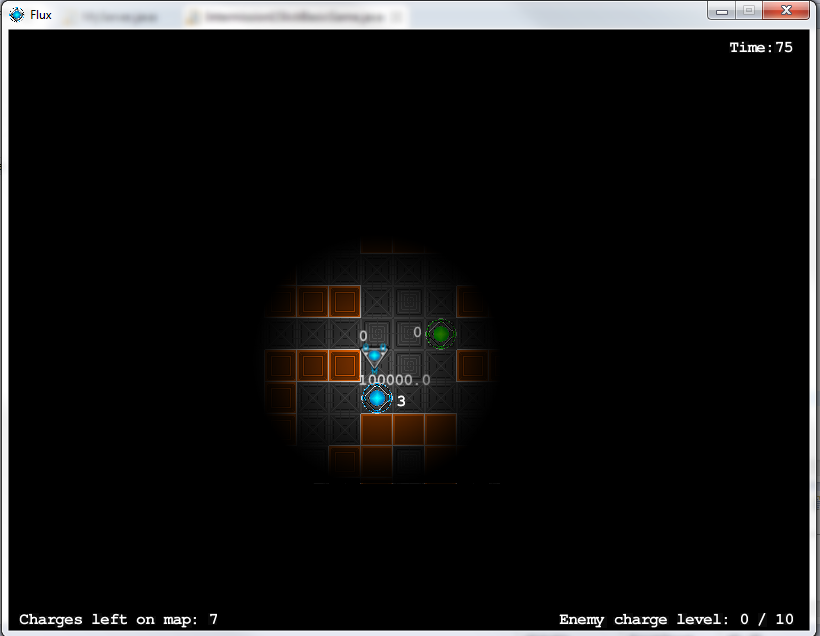 Flux
Time:75
0
0
100000.0
3
Charges left on map: 7
Enemy charge level: 0 / 10